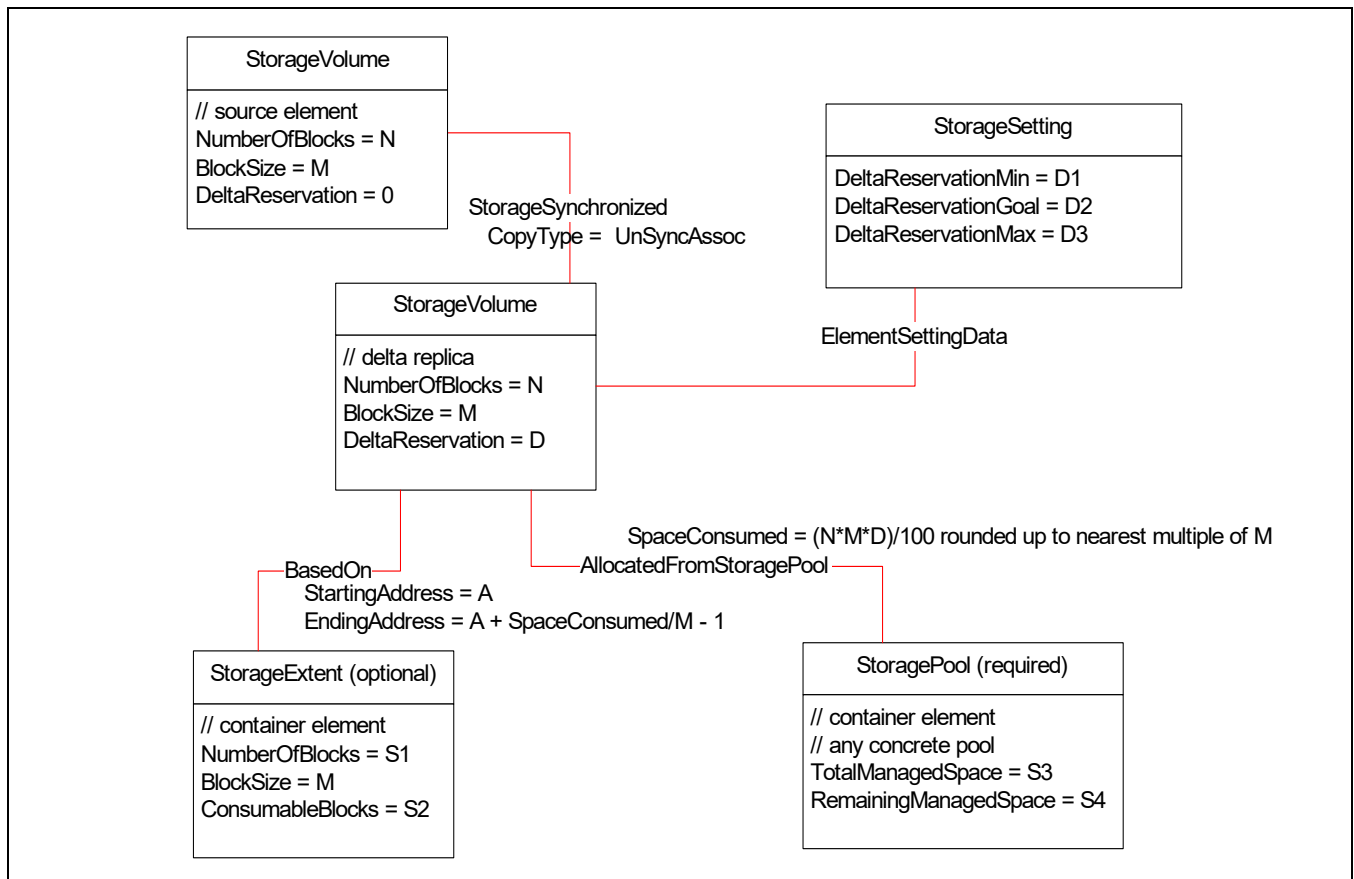 StorageVolume
// source element
NumberOfBlocks = N
BlockSize = M
DeltaReservation = 0
StorageSetting
DeltaReservationMin = D1
DeltaReservationGoal = D2
DeltaReservationMax = D3
StorageSynchronized
CopyType = UnSyncAssoc
StorageVolume
// delta replica
NumberOfBlocks = N
BlockSize = M
DeltaReservation = D
ElementSettingData
SpaceConsumed = (N*M*D)/100 rounded up to nearest multiple of M
AllocatedFromStoragePool
BasedOn
StartingAddress = A
EndingAddress = A + SpaceConsumed/M - 1
StorageExtent (optional)
// container element
NumberOfBlocks = S1
BlockSize = M
ConsumableBlocks = S2
StoragePool (required)
// container element
// any concrete pool
TotalManagedSpace = S3
RemainingManagedSpace = S4